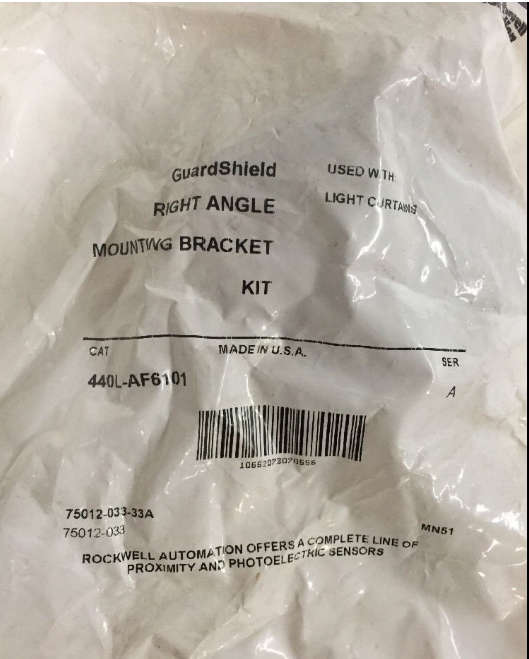 GuardShield USED WITH
RIGHT ANGLE LIGHT CURTAINS
MOUNTING BRACKET
KIT
CAT MADE IN U.S.A. SER
440L-AF6101 A
75012-033-33A
75012-033 MN51
ROCKWELL AUTOMATION OFFERS A COMPLETE LINE OF
PROXIMITY AND PHOTOELECTRIC SENSORS